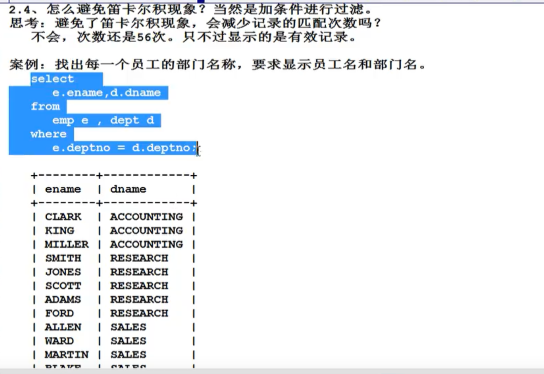 2.4、怎么避免笛卡尔积现象？当然是加条件进行过滤。
思考：避免了笛卡尔积现象，会减少记录的匹配次数吗？
不会，次数还是56次。只不过显示的是有效记录。
案例：找出每一个员工的部门名称，要求显示员工名和部门名。
select
e.ename,d.dname
from
emp e , dept d
where
e.deptno = d.deptno;
+--------+------------+
| ename | dname |
+--------+------------+
| CLARK | ACCOUNTING |
| KING | ACCOUNTING |
| MILLER | ACCOUNTING |
| SMITH | RESEARCH |
| JONES | RESEARCH |
| SCOTT | RESEARCH |
| ADAMS | RESEARCH |
| FORD | RESEARCH |
| ALLEN | SALES |
| WARD | SALES |
| MARTIN | SALES |
| BLAKE | SALES |